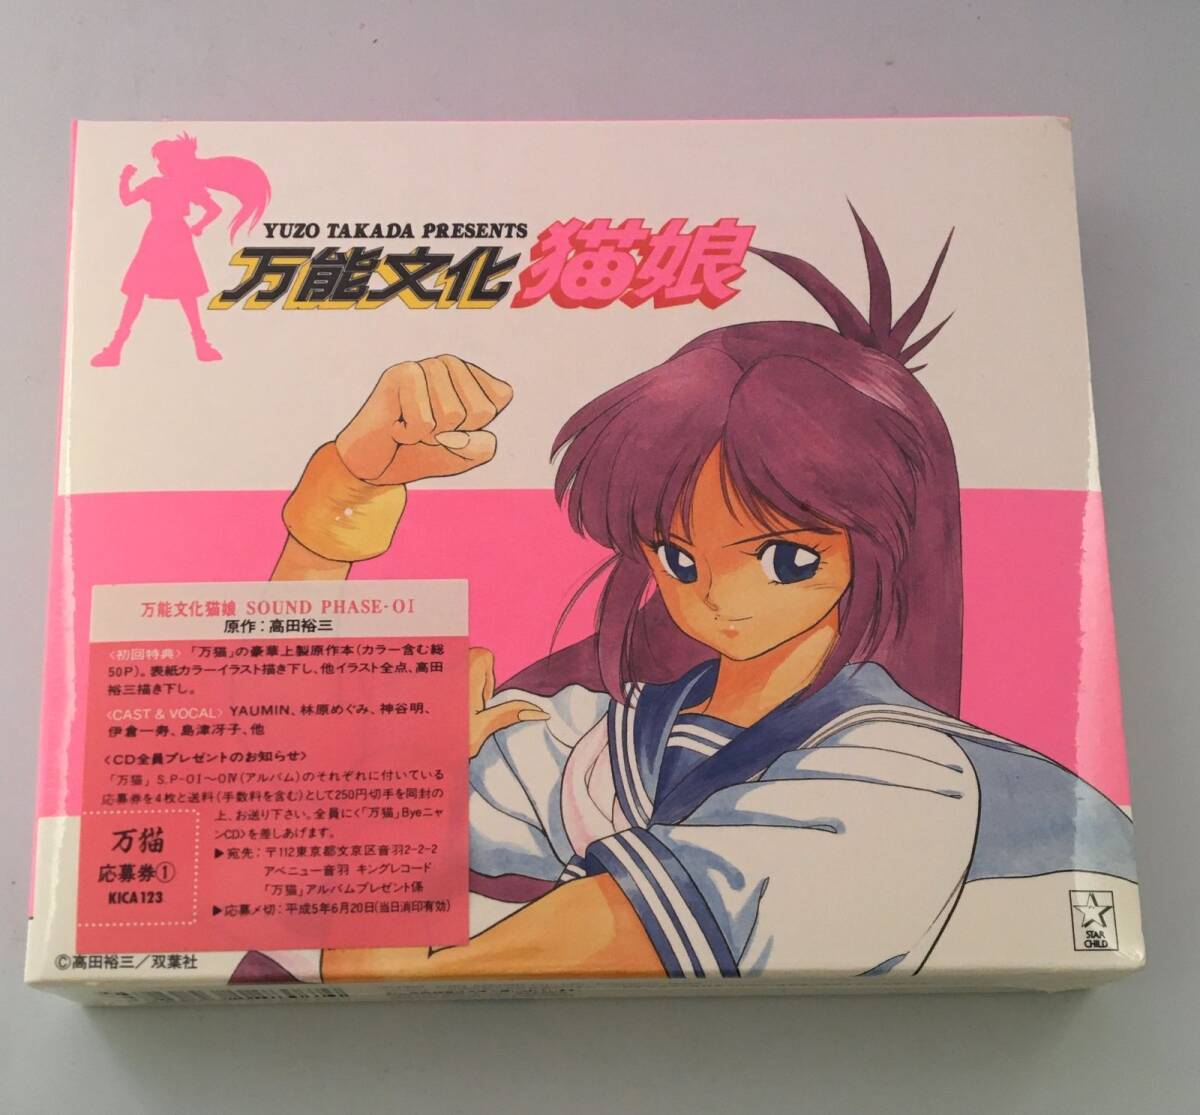 YUZO TAKADA PRESENTS
万能文化 猫娘
万能文化猫娘 SOUND PHASE-01
原作:高田裕三
〈初回特典〉「万猫」の豪華上製原作本(カラー含む総
50P)。表紙カラーイラスト描き下し、他イラスト全点、高田
裕三描き下し。
〈CAST & VOCAL〉YAUMIN、林原めぐみ、神谷明、
伊倉一寿、島津冴子、他
〈CD全員プレゼントのお知らせ〉
「万猫」S.P-01〜0Ⅳ(アルバム)のそれぞれに付いている
応募券を4枚と送料(手数料を含む)として250円切手を同封の
上、お送り下さい。全員に〈「万猫」Byeニャ
ンCD〉を差しあげます。
▶宛先:〒112東京都文京区音羽2-2-2
アベニュー音羽 キングレコード
「万猫」アルバムプレゼント係
▶応募〆切:平成5年6月20日(当日消印有効)
万猫
応募券①
KICA123
©高田裕三/双葉社
STAR
CHILD